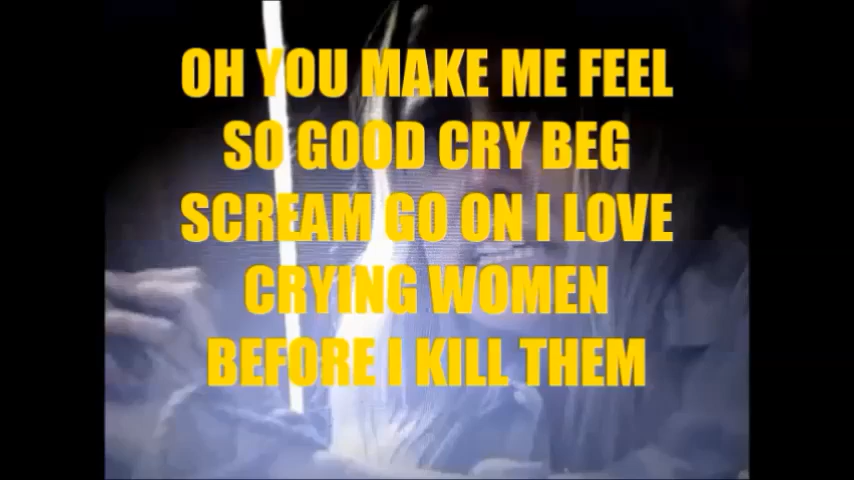 OH YOU MAKE ME FEEL
SO GOOD CRY BEG
SCREAM GO ON I LOVE
CRYING WOMEN
BEFORE I KILL THEM